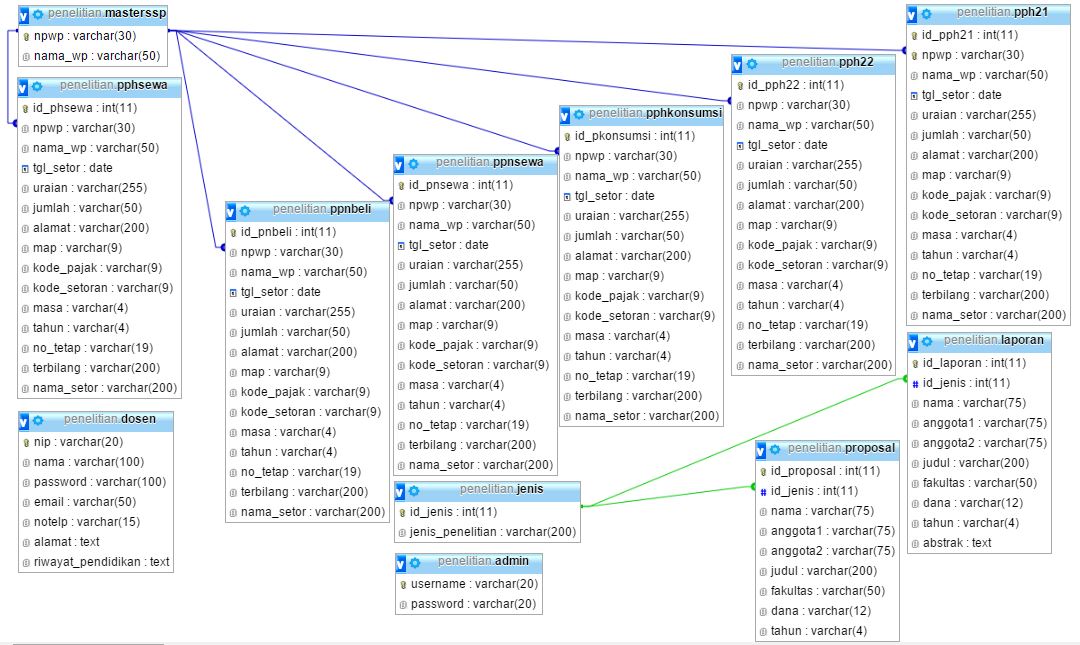 penelitian.masterssp
npwp : varchar(30)
nama_wp : varchar(50)
penelitian.pphsewa
id_phsewa : int(11)
npwp : varchar(30)
nama_wp : varchar(50)
tgl_setor : date
uraian : varchar(255)
jumlah : varchar(50)
alamat : varchar(200)
map : varchar(9)
kode_pajak : varchar(9)
kode_setoran : varchar(9)
masa : varchar(4)
tahun : varchar(4)
no_tetap : varchar(19)
terbilang : varchar(200)
nama_setor : varchar(200)
penelitian.dosen
nip : varchar(20)
nama : varchar(100)
password : varchar(100)
email : varchar(50)
notelp : varchar(15)
alamat : text
riwayat_pendidikan : text
penelitian.ppnbeli
id_pnbeli : int(11)
npwp : varchar(30)
nama_wp : varchar(50)
tgl_setor : date
uraian : varchar(255)
jumlah : varchar(50)
alamat : varchar(200)
map : varchar(9)
kode_pajak : varchar(9)
kode_setoran : varchar(9)
masa : varchar(4)
tahun : varchar(4)
no_tetap : varchar(19)
terbilang : varchar(200)
nama_setor : varchar(200)
penelitian.ppnsewa
id_pnsewa : int(11)
npwp : varchar(30)
nama_wp : varchar(50)
tgl_setor : date
uraian : varchar(255)
jumlah : varchar(50)
alamat : varchar(200)
map : varchar(9)
kode_pajak : varchar(9)
kode_setoran : varchar(9)
masa : varchar(4)
tahun : varchar(4)
no_tetap : varchar(19)
terbilang : varchar(200)
nama_setor : varchar(200)
penelitian.jenis
id_jenis : int(11)
jenis_penelitian : varchar(200)
penelitian.admin
username : varchar(20)
password : varchar(20)
penelitian.pphkonsumsi
id_pkonsumsi : int(11)
npwp : varchar(30)
nama_wp : varchar(50)
tgl_setor : date
uraian : varchar(255)
jumlah : varchar(50)
alamat : varchar(200)
map : varchar(9)
kode_pajak : varchar(9)
kode_setoran : varchar(9)
masa : varchar(4)
tahun : varchar(4)
no_tetap : varchar(19)
terbilang : varchar(200)
nama_setor : varchar(200)
penelitian.pph22
id_pph22 : int(11)
npwp : varchar(30)
nama_wp : varchar(50)
tgl_setor : date
uraian : varchar(255)
jumlah : varchar(50)
alamat : varchar(200)
map : varchar(9)
kode_pajak : varchar(9)
kode_setoran : varchar(9)
masa : varchar(4)
tahun : varchar(4)
no_tetap : varchar(19)
terbilang : varchar(200)
nama_setor : varchar(200)
penelitian.proposal
id_proposal : int(11)
id_jenis : int(11)
nama : varchar(75)
anggota1 : varchar(75)
anggota2 : varchar(75)
judul : varchar(200)
fakultas : varchar(50)
dana : varchar(12)
tahun : varchar(4)
penelitian.pph21
id_pph21 : int(11)
npwp : varchar(30)
nama_wp : varchar(50)
tgl_setor : date
uraian : varchar(255)
jumlah : varchar(50)
alamat : varchar(200)
map : varchar(9)
kode_pajak : varchar(9)
kode_setoran : varchar(9)
masa : varchar(4)
tahun : varchar(4)
no_tetap : varchar(19)
terbilang : varchar(200)
nama_setor : varchar(200)
penelitian.laporan
id_laporan : int(11)
id_jenis : int(11)
nama : varchar(75)
anggota1 : varchar(75)
anggota2 : varchar(75)
judul : varchar(200)
fakultas : varchar(50)
dana : varchar(12)
tahun : varchar(4)
abstrak : text